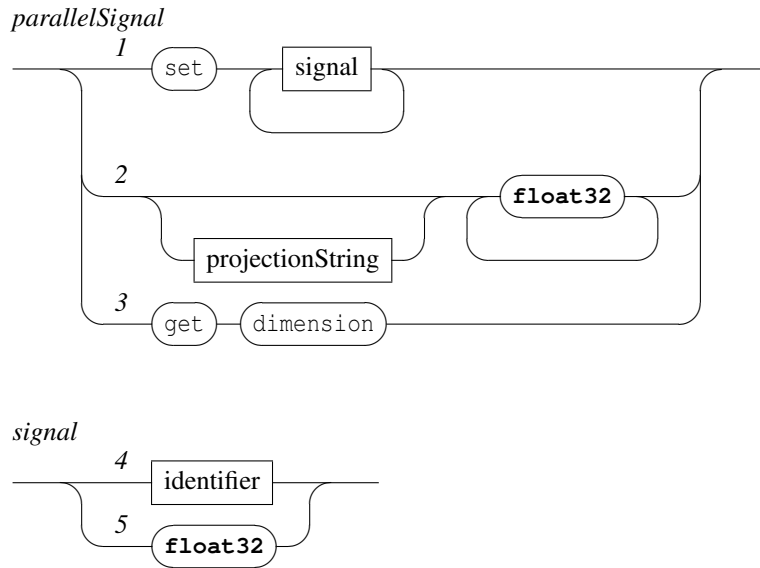 parallelSignal
1 set signal
2 float32
projectionString
3 get dimension
signal
4 identifier
5 float32